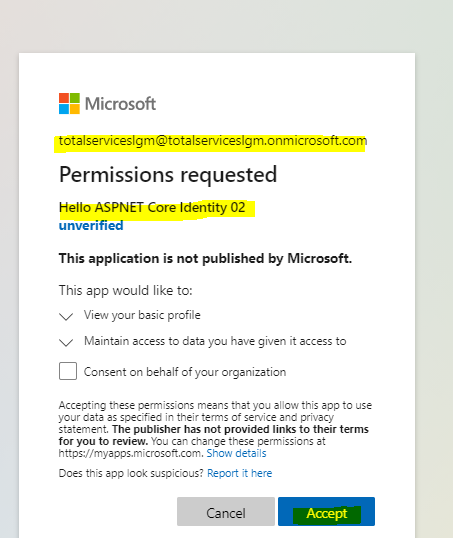 Microsoft
totalserviceslgm@totalserviceslgm.onmicrosoft.com
Permissions requested
Hello ASPNET Core Identity 02
unverified
This application is not published by Microsoft.
This app would like to:
View your basic profile
Maintain access to data you have given it access to
Consent on behalf of your organization
Accepting these permissions means that you allow this app to use
your data as specified in their terms of service and privacy
statement. The publisher has not provided links to their terms
for you to review. You can change these permissions at
https://myapps.microsoft.com. Show details
Does this app look suspicious? Report it here
Cancel
Accept